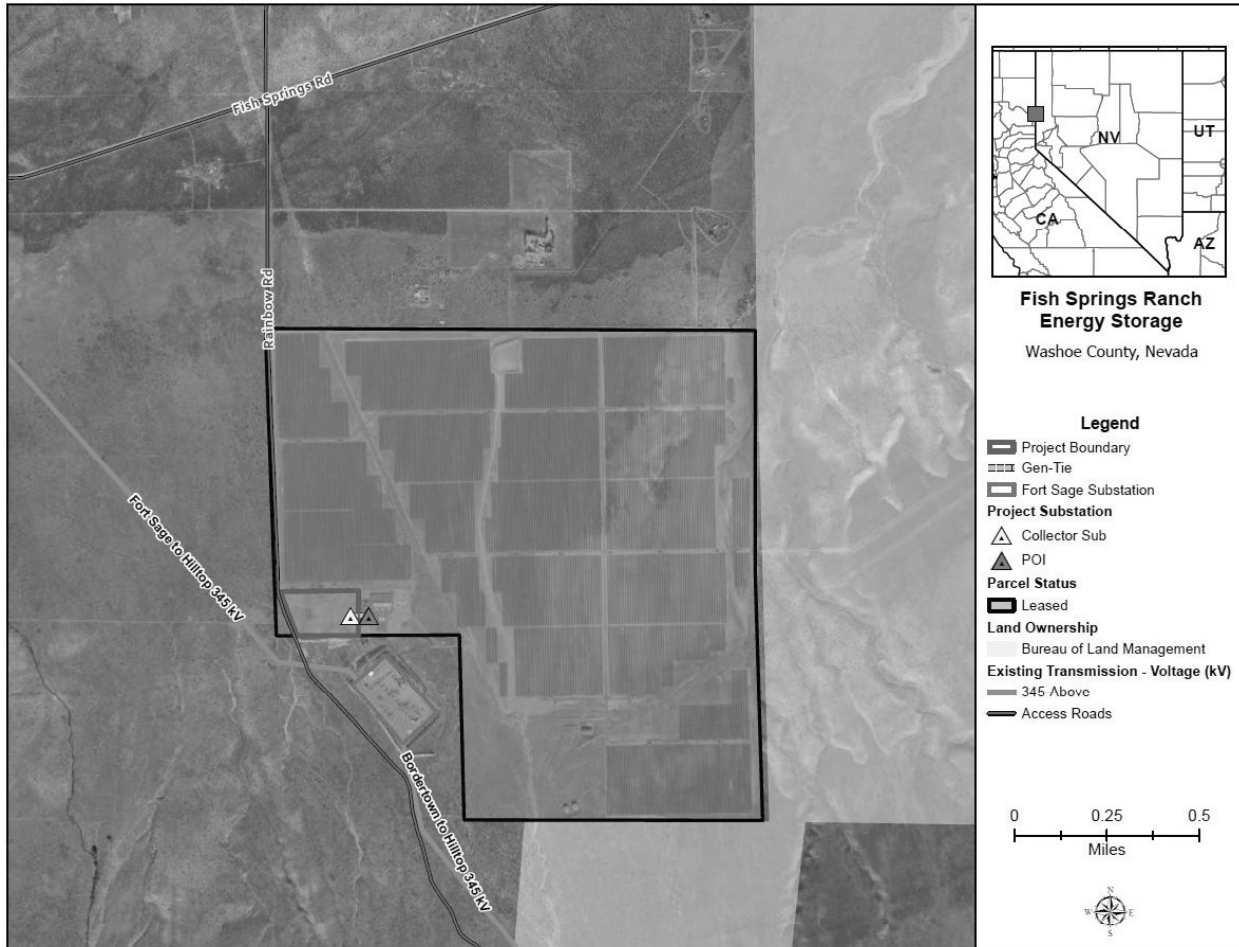 Fish Springs Rd
Rainbow Rd
Fort Sage to Hilltop 345 kV
Bordertown to Hilltop 345 kV
NV
UT
CA
AZ
Fish Springs Ranch
Energy Storage
Washoe County, Nevada
Legend
Project Boundary
Gen-Tie
Fort Sage Substation
Project Substation
Collector Sub
POI
Parcel Status
Leased
Land Ownership
Bureau of Land Management
Existing Transmission - Voltage (kV)
345-Above
Access Roads
0 0.25 0.5
Miles
N
W E
S